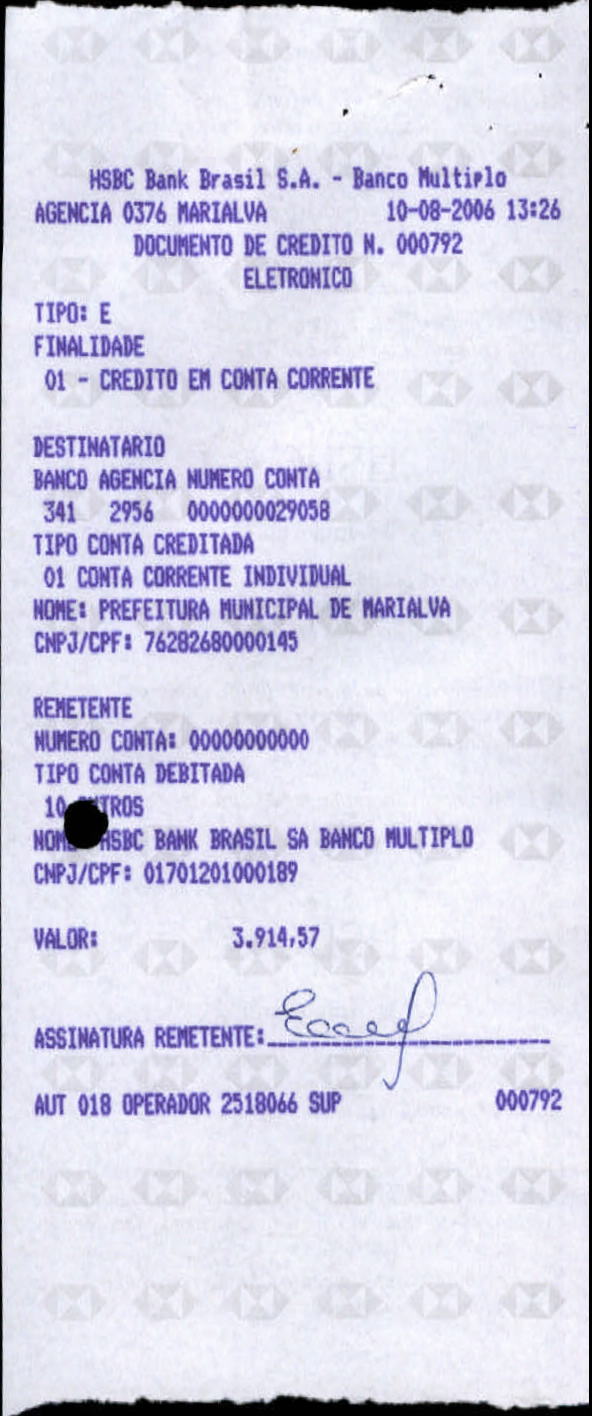 HSBC Bank Brasil S.A. - Banco Multiplo
AGENCIA 0376 MARIALVA 10-08-2006 13:26
DOCUMENTO DE CREDITO N. 000792
ELETRONICO
TIPO: E
FINALIDADE
01 - CREDITO EM CONTA CORRENTE
DESTINATARIO
BANCO AGENCIA NUMERO CONTA
341 2956 0000000029058
TIPO CONTA CREDITADA
01 CONTA CORRENTE INDIVIDUAL
NOME: PREFEITURA MUNICIPAL DE MARIALVA
CNPJ/CPF: 76282680000145
REMETENTE
NUMERO CONTA: 00000000000
TIPO CONTA DEBITADA
10
HSBC BANK BRASIL SA BANCO MULTIPLO
CNPJ/CPF: 01701201000189
VALOR: 3.914,57
ASSINATURA REMETENTE:
AUT 018 OPERADOR 2518066 SUP 000792